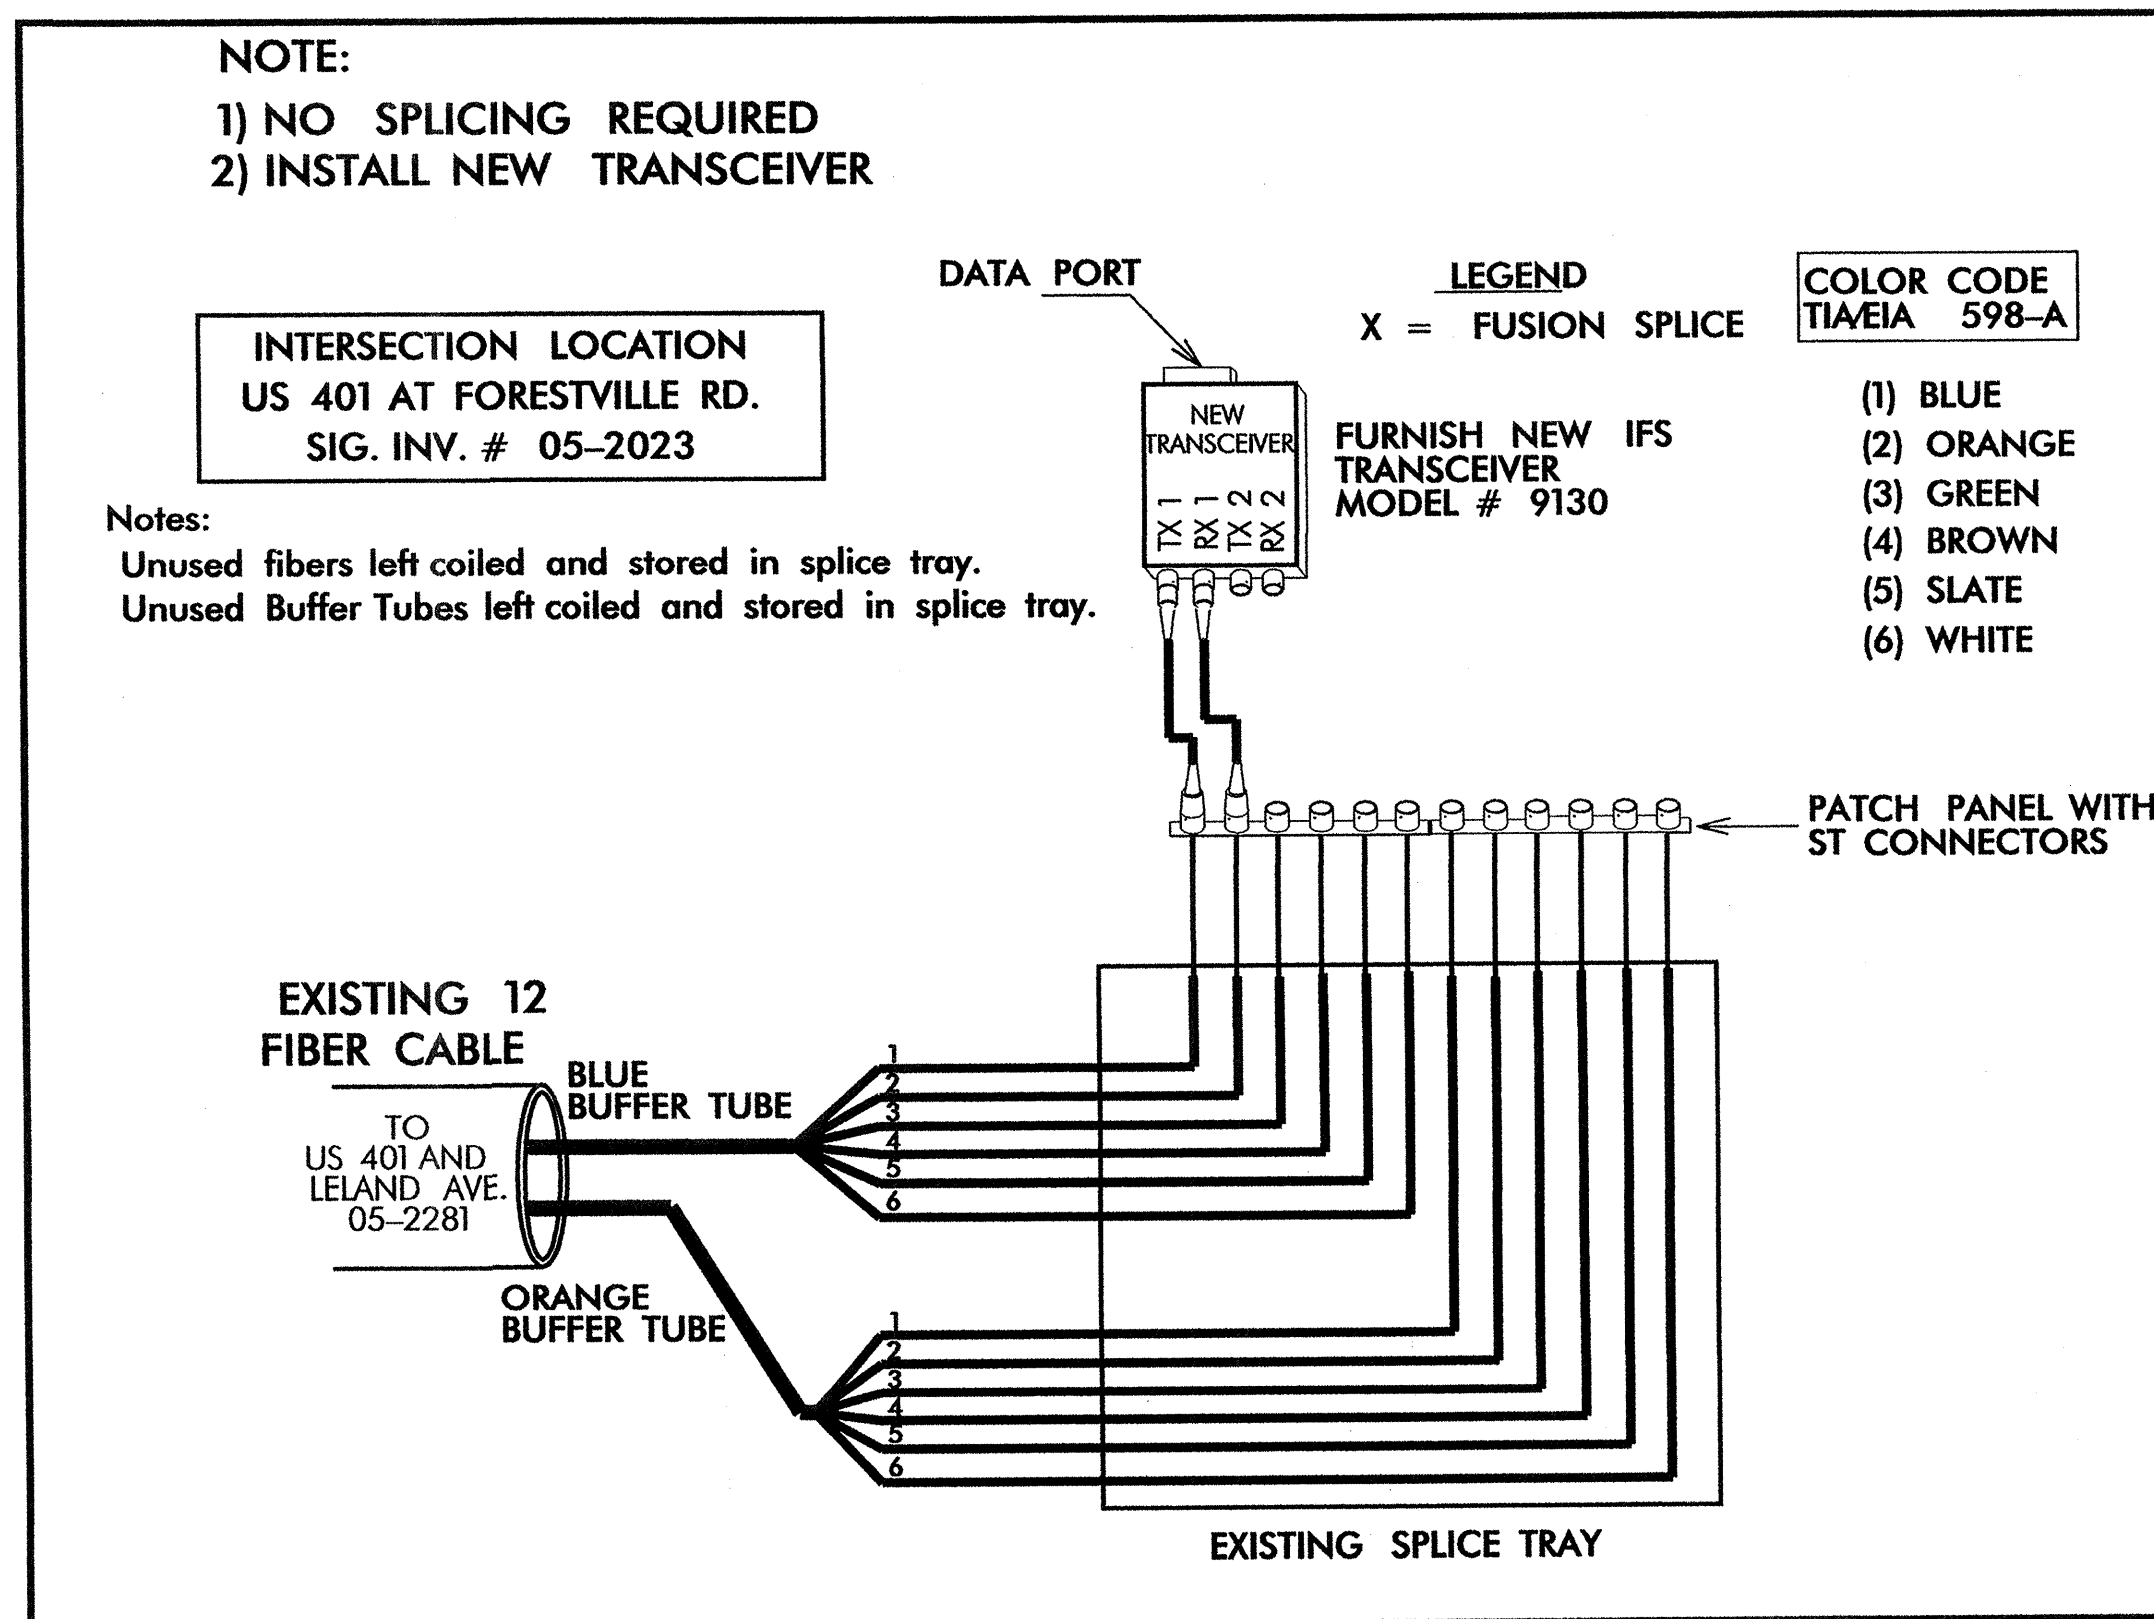 NOTE:
1) NO SPLICING REQUIRED
2) INSTALL NEW TRANSCEIVER
DATA PORT
LEGEND
X = FUSION SPLICE
COLOR CODE
TIA/EIA 598-A
(1) BLUE
(2) ORANGE
(3) GREEN
(4) BROWN
(5) SLATE
(6) WHITE
INTERSECTION LOCATION
US 401 AT FORESTVILLE RD.
SIG. INV. # 05-2023
Notes:
Unused fibers left coiled and stored in splice tray.
Unused Buffer Tubes left coiled and stored in splice tray.
NEW
TRANSCEIVER
TX 1
RX 1
TX 2
RX 2
FURNISH NEW IFS
TRANSCEIVER
MODEL # 9130
PATCH PANEL WITH
ST CONNECTORS
EXISTING 12
FIBER CABLE
TO
US 401 AND
LELAND AVE.
05-2281
BLUE
BUFFER TUBE
1
2
3
4
5
6
ORANGE
BUFFER TUBE
1
2
3
4
5
6
EXISTING SPLICE TRAY